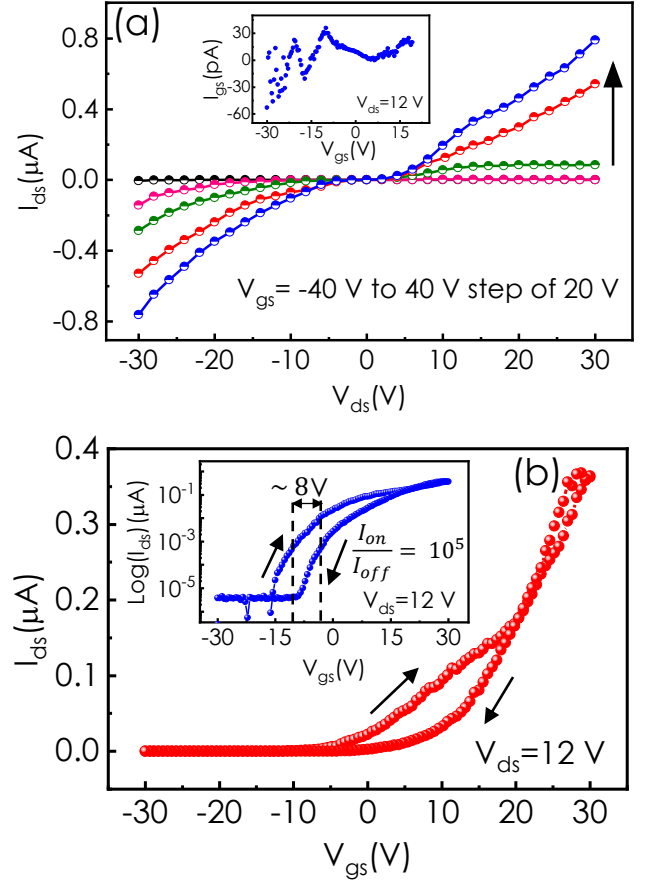 (a)
I_ds(μA)
0.8
0.4
0.0
-0.4
-0.8
I_gs(pA)
30
0
-30
-60
-30 -15 0 15
V_gs(V)
V_ds=12 V
V_gs= -40 V to 40 V step of 20 V
-30 -20 -10 0 10 20 30
V_ds(V)
(b)
I_ds(μA)
0.4
0.3
0.2
0.1
0.0
Log(I_ds) (μA)
10^-1
10^-3
10^-5
~ 8V
I_on/I_off = 10^5
V_ds=12 V
-30 -15 0 15 30
V_gs(V)
V_ds=12 V
-30 -20 -10 0 10 20 30
V_gs(V)